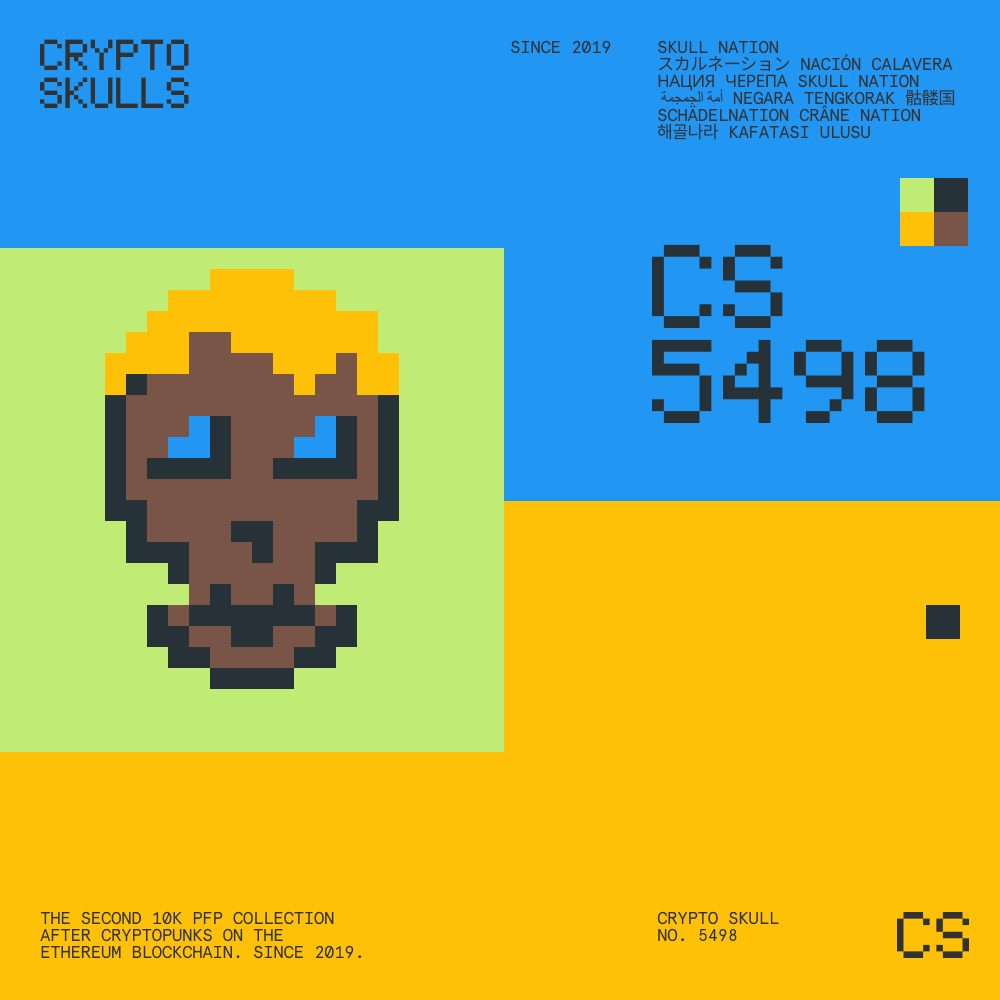 CRYPTO
SKULLS
SINCE 2019
SKULL NATION
スカルネーション NACIÓN CALAVERA
НАЦИЯ ЧЕРЕПА SKULL NATION
أمة الجمجمة NEGARA TENGKORAK 骷髅国
SCHÄDELNATION CRÂNE NATION
해골나라 KAFATASI ULUSU
CS
5498
THE SECOND 10K PFP COLLECTION
AFTER CRYPTOPUNKS ON THE
ETHEREUM BLOCKCHAIN. SINCE 2019.
CRYPTO SKULL
NO. 5498
CS